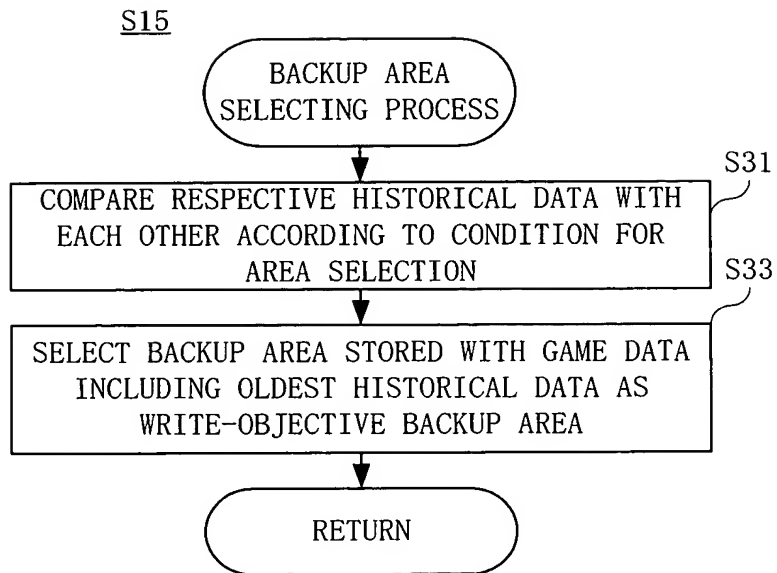 S15
BACKUP AREA
SELECTING PROCESS
S31
COMPARE RESPECTIVE HISTORICAL DATA WITH
EACH OTHER ACCORDING TO CONDITION FOR
AREA SELECTION
S33
SELECT BACKUP AREA STORED WITH GAME DATA
INCLUDING OLDEST HISTORICAL DATA AS
WRITE-OBJECTIVE BACKUP AREA
RETURN